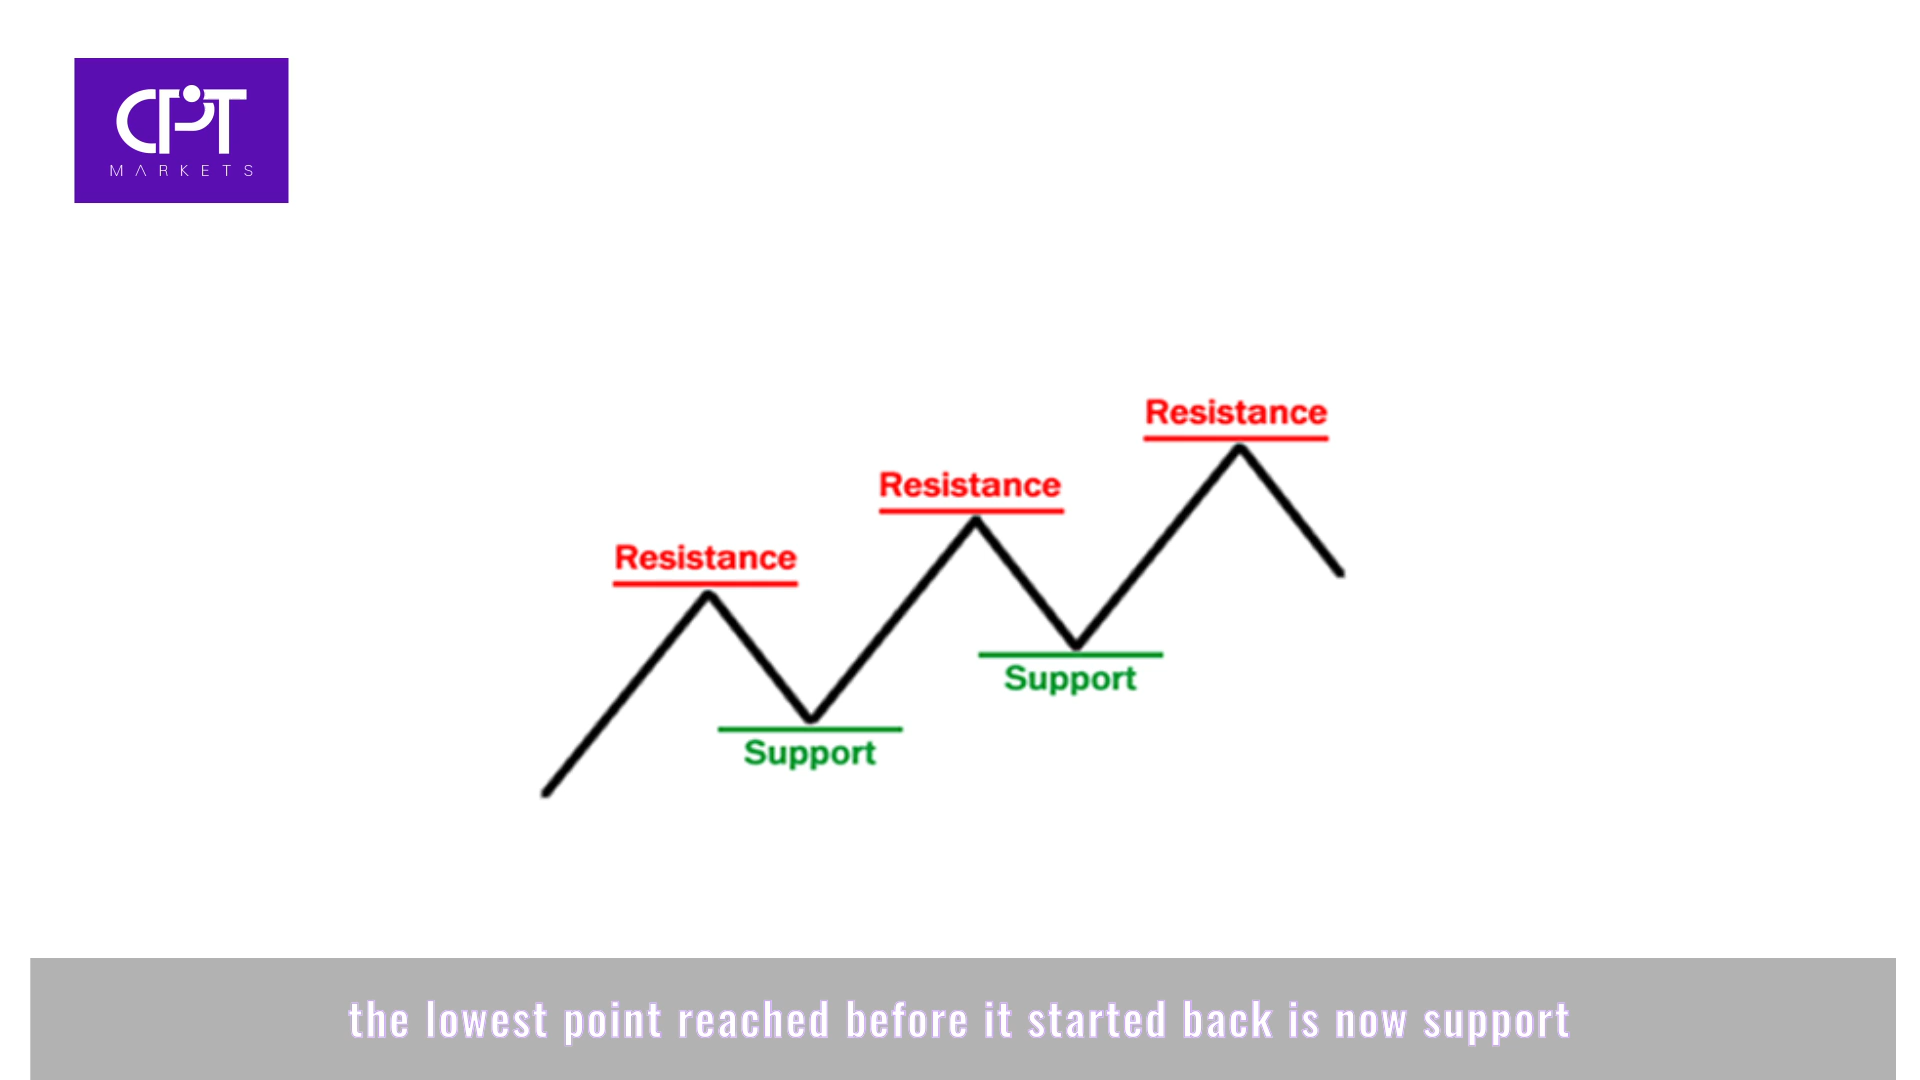 CPT
MARKETS
Resistance
Resistance
Resistance
Support
Support
the lowest point reached before it started back is now support